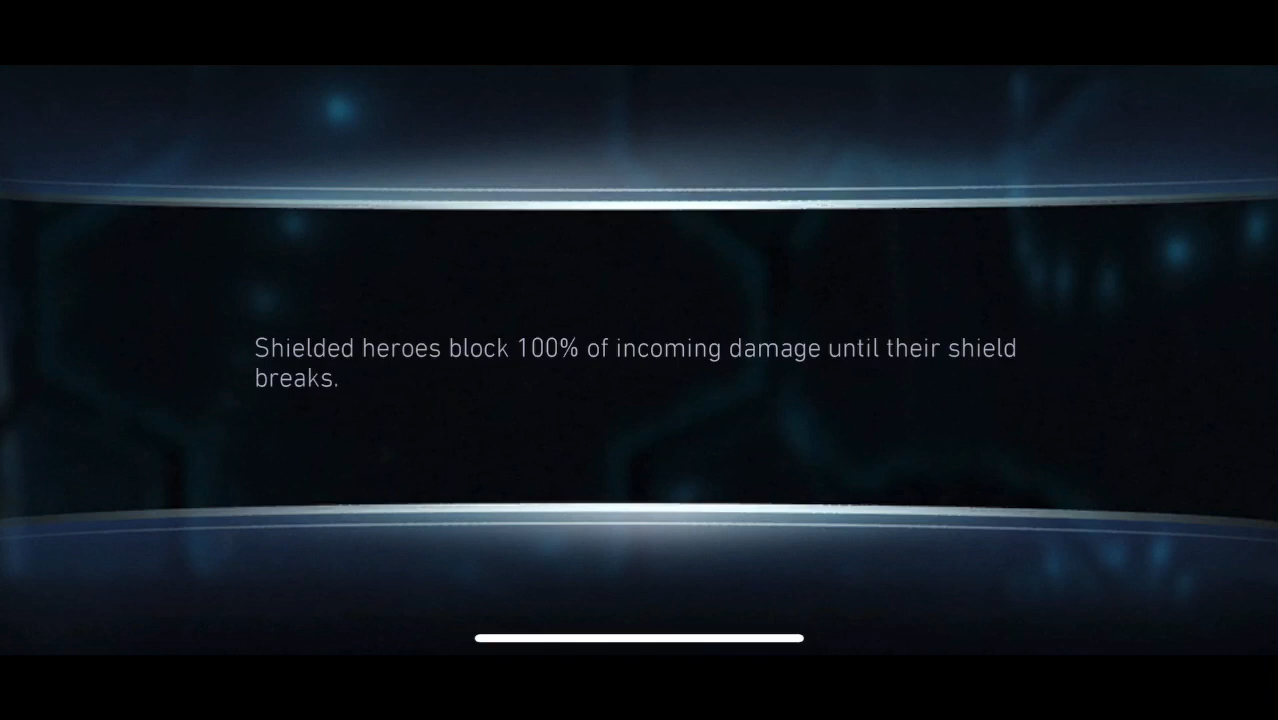 Shielded heroes block 100% of incoming damage until their shield
breaks.